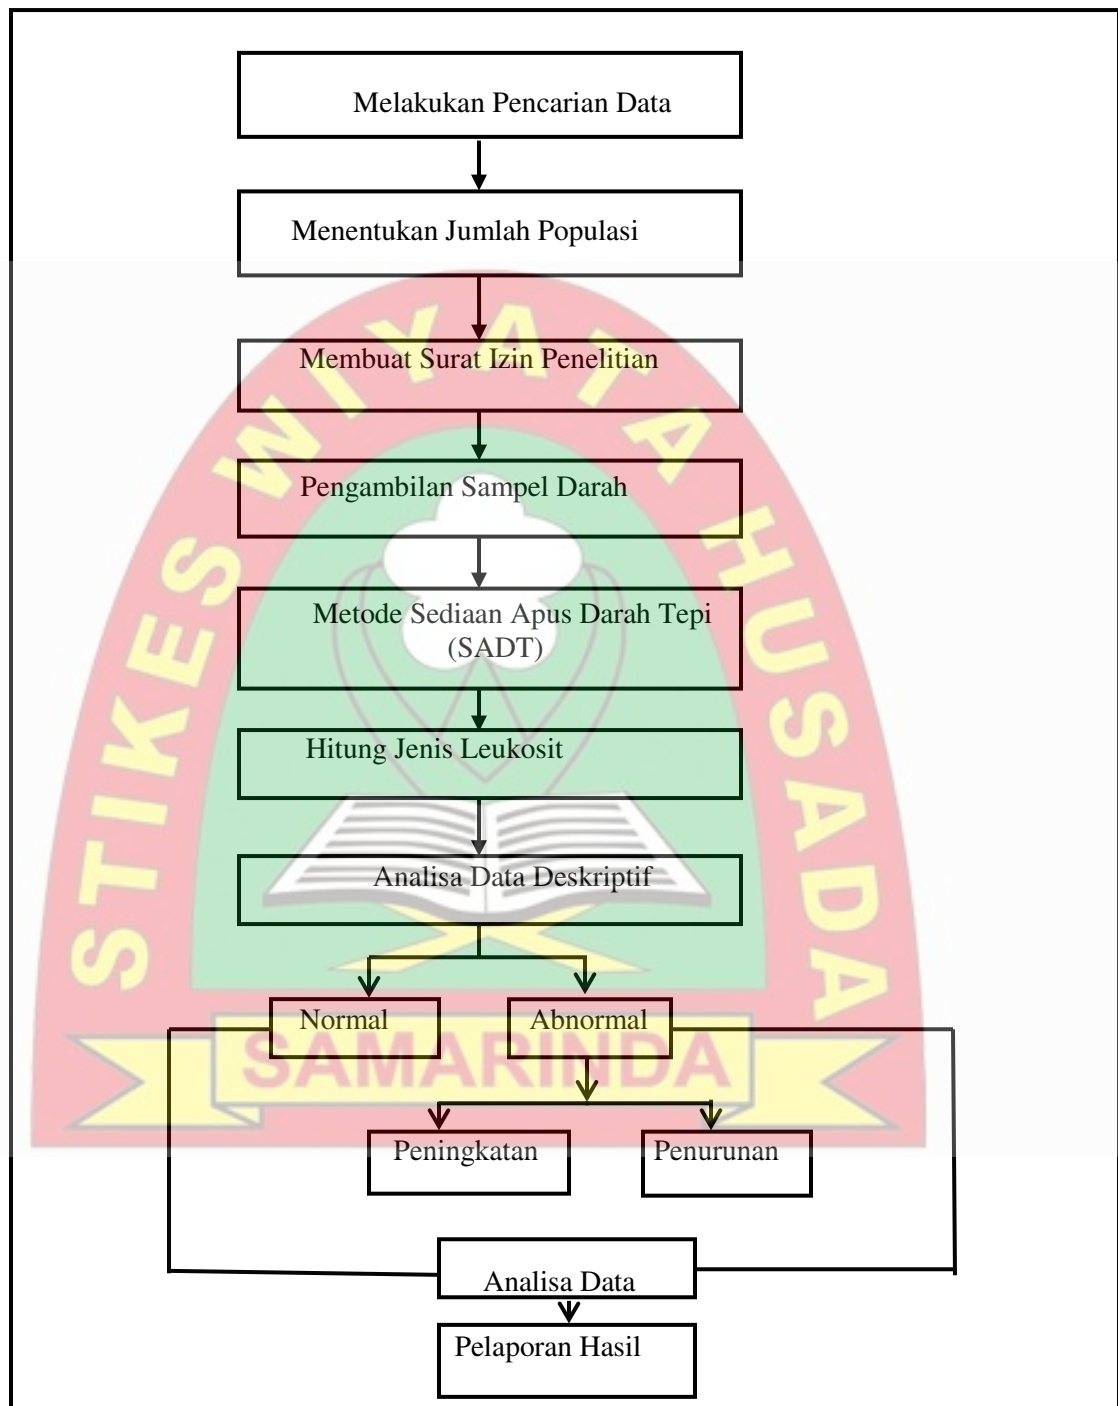 Melakukan Pencarian Data
Menentukan Jumlah Populasi
Membuat Surat Izin Penelitian
Pengambilan Sampel Darah
Metode Sediaan Apus Darah Tepi
(SADT)
Hitung Jenis Leukosit
Analisa Data Deskriptif
Normal
Abnormal
Peningkatan
Penurunan
Analisa Data
Pelaporan Hasil
STIKES WIYATA HUSADA
SAMARINDA